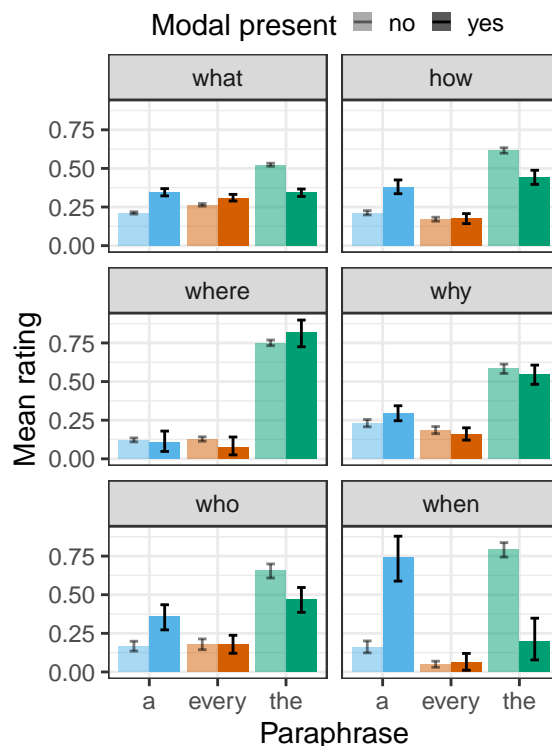 Modal present no yes
what how
0.75
0.50
0.25
0.00
where why
0.75
0.50
0.25
0.00
who when
0.75
0.50
0.25
0.00
a every the a every the
Mean rating
Paraphrase